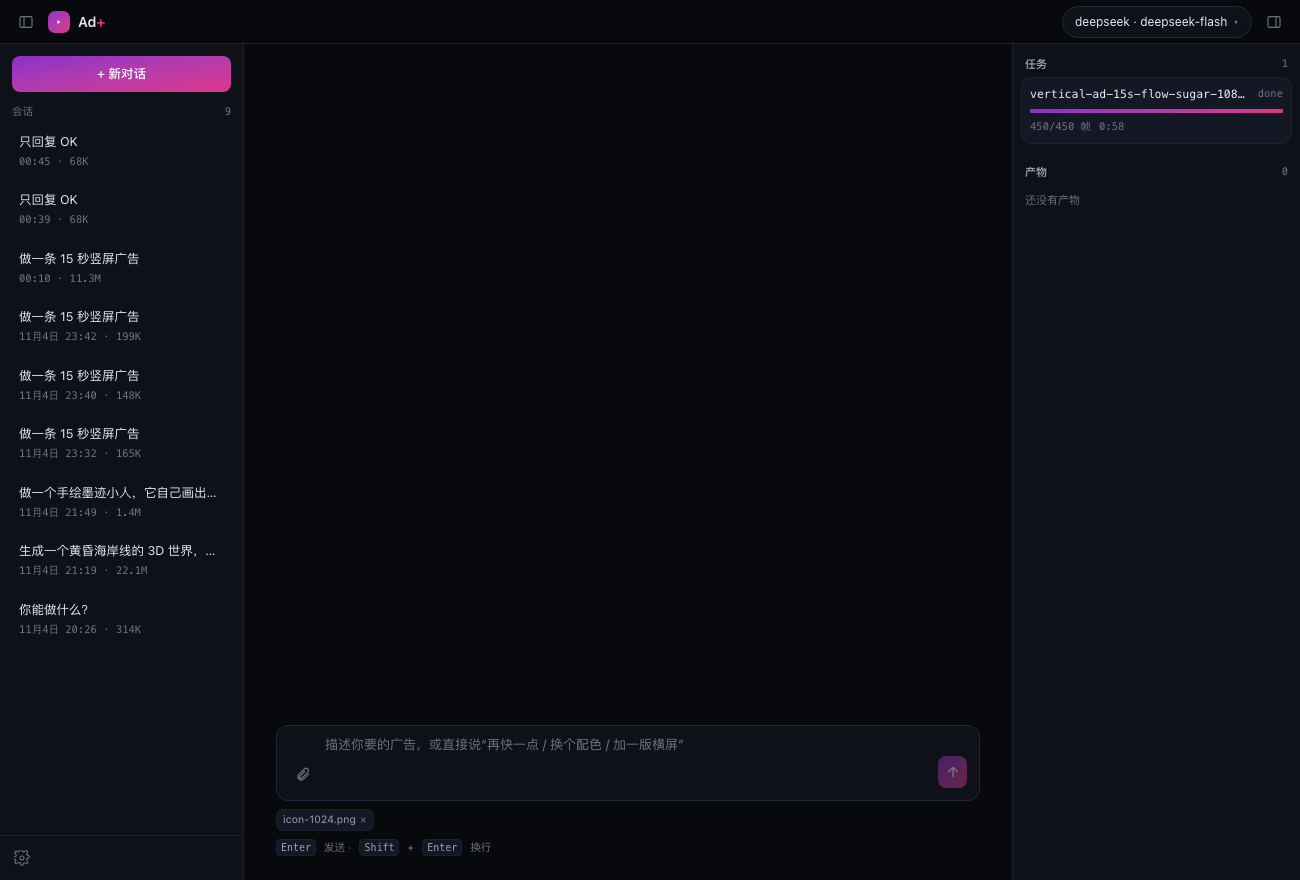 Ad+
deepseek · deepseek-flash
+ 新对话
会话 9
只回复 OK
00:45 · 68K
只回复 OK
00:39 · 68K
做一条 15 秒竖屏广告
00:10 · 11.3M
做一条 15 秒竖屏广告
11月4日 23:42 · 199K
做一条 15 秒竖屏广告
11月4日 23:40 · 148K
做一条 15 秒竖屏广告
11月4日 23:32 · 165K
做一个手绘墨迹小人，它自己画出…
11月4日 21:49 · 1.4M
生成一个黄昏海岸线的 3D 世界，…
11月4日 21:19 · 22.1M
你能做什么?
11月4日 20:26 · 314K
描述你要的广告，或直接说“再快一点 / 换个配色 / 加一版横屏”
icon-1024.png ×
Enter 发送 · Shift + Enter 换行
任务 1
vertical-ad-15s-flow-sugar-108… done
450/450 帧 0:58
产物 0
还没有产物